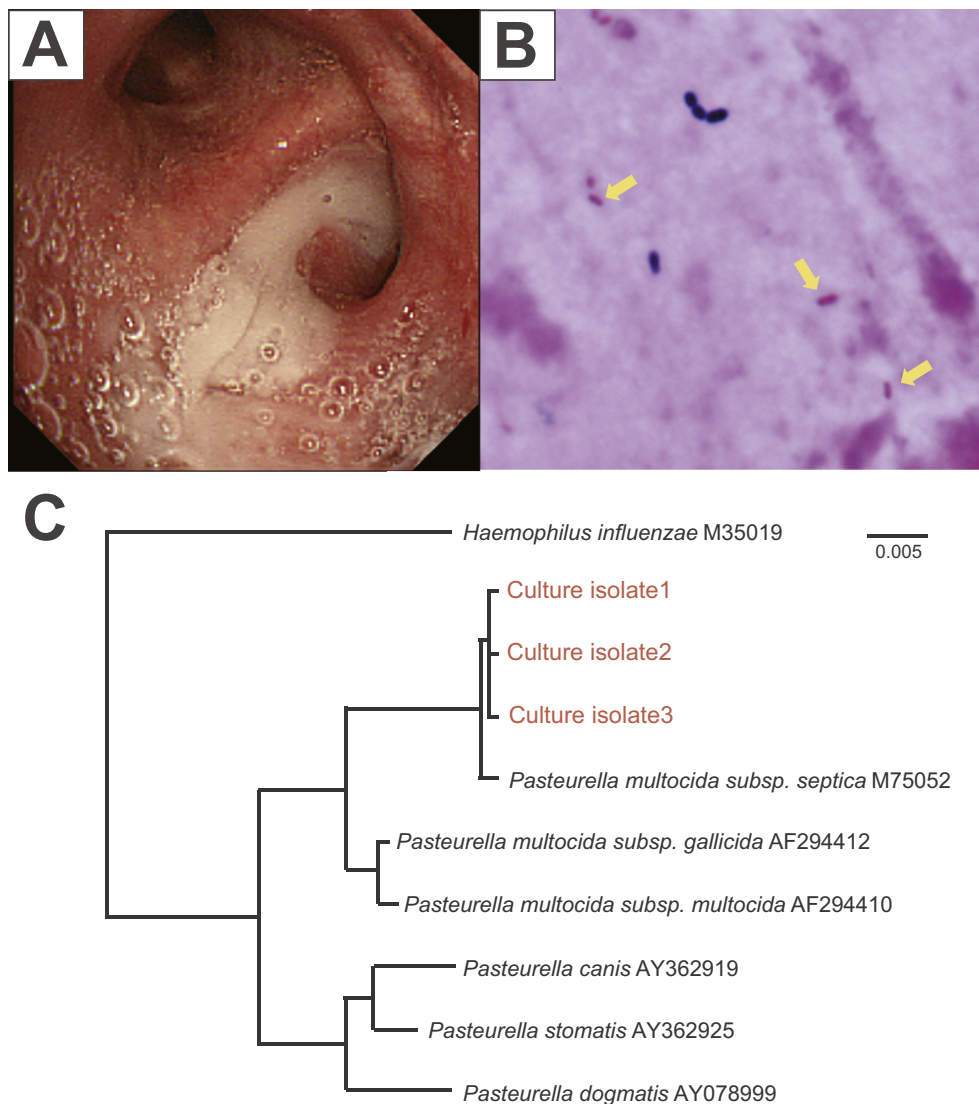 A
B
C
Haemophilus influenzae M35019
0.005
Culture isolate1
Culture isolate2
Culture isolate3
Pasteurella multocida subsp. septica M75052
Pasteurella multocida subsp. gallicida AF294412
Pasteurella multocida subsp. multocida AF294410
Pasteurella canis AY362919
Pasteurella stomatis AY362925
Pasteurella dogmatis AY078999